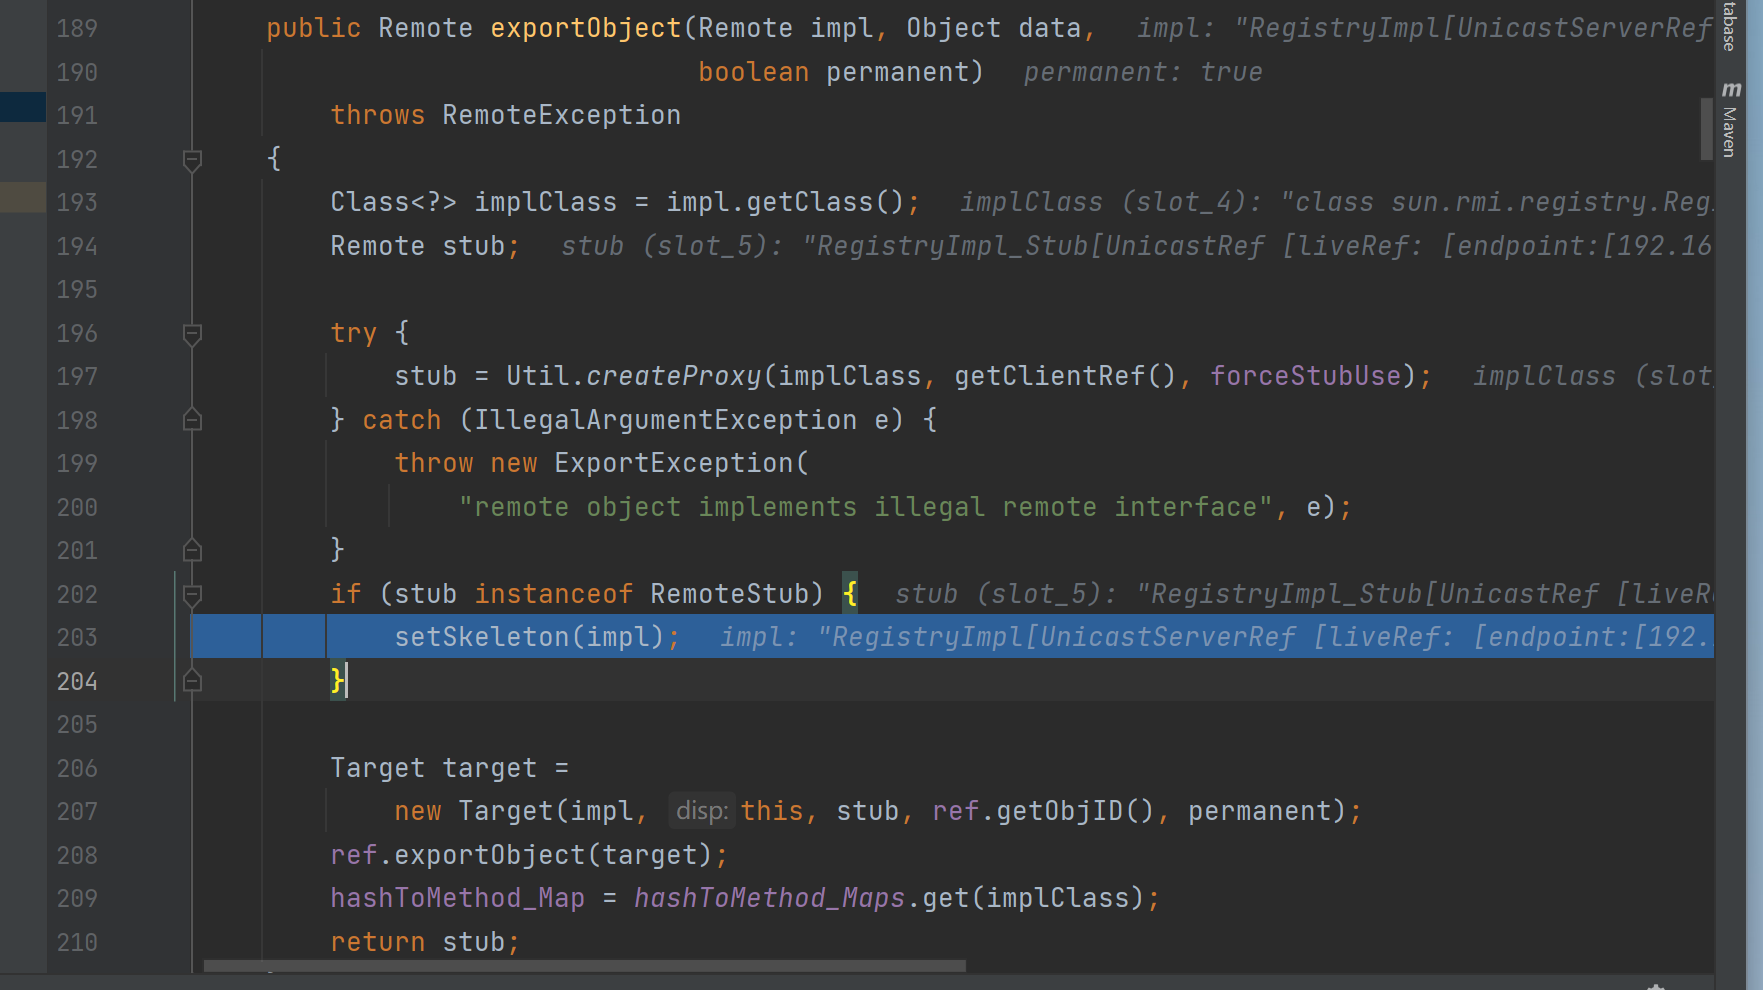 189 public Remote exportObject(Remote impl, Object data, impl: "RegistryImpl[UnicastServerRef
190 boolean permanent) permanent: true
191 throws RemoteException
192 {
193 Class<?> implClass = impl.getClass(); implClass (slot_4): "class sun.rmi.registry.Reg
194 Remote stub; stub (slot_5): "RegistryImpl_Stub[UnicastRef [liveRef: [endpoint:[192.16
195
196 try {
197 stub = Util.createProxy(implClass, getClientRef(), forceStubUse); implClass (slot
198 } catch (IllegalArgumentException e) {
199 throw new ExportException(
200 "remote object implements illegal remote interface", e);
201 }
202 if (stub instanceof RemoteStub) { stub (slot_5): "RegistryImpl_Stub[UnicastRef [liveR
203 setSkeleton(impl); impl: "RegistryImpl[UnicastServerRef [liveRef: [endpoint:[192.
204 }
205
206 Target target =
207 new Target(impl, disp: this, stub, ref.getObjID(), permanent);
208 ref.exportObject(target);
209 hashToMethod_Map = hashToMethod_Maps.get(implClass);
210 return stub;
tabase
m Maven